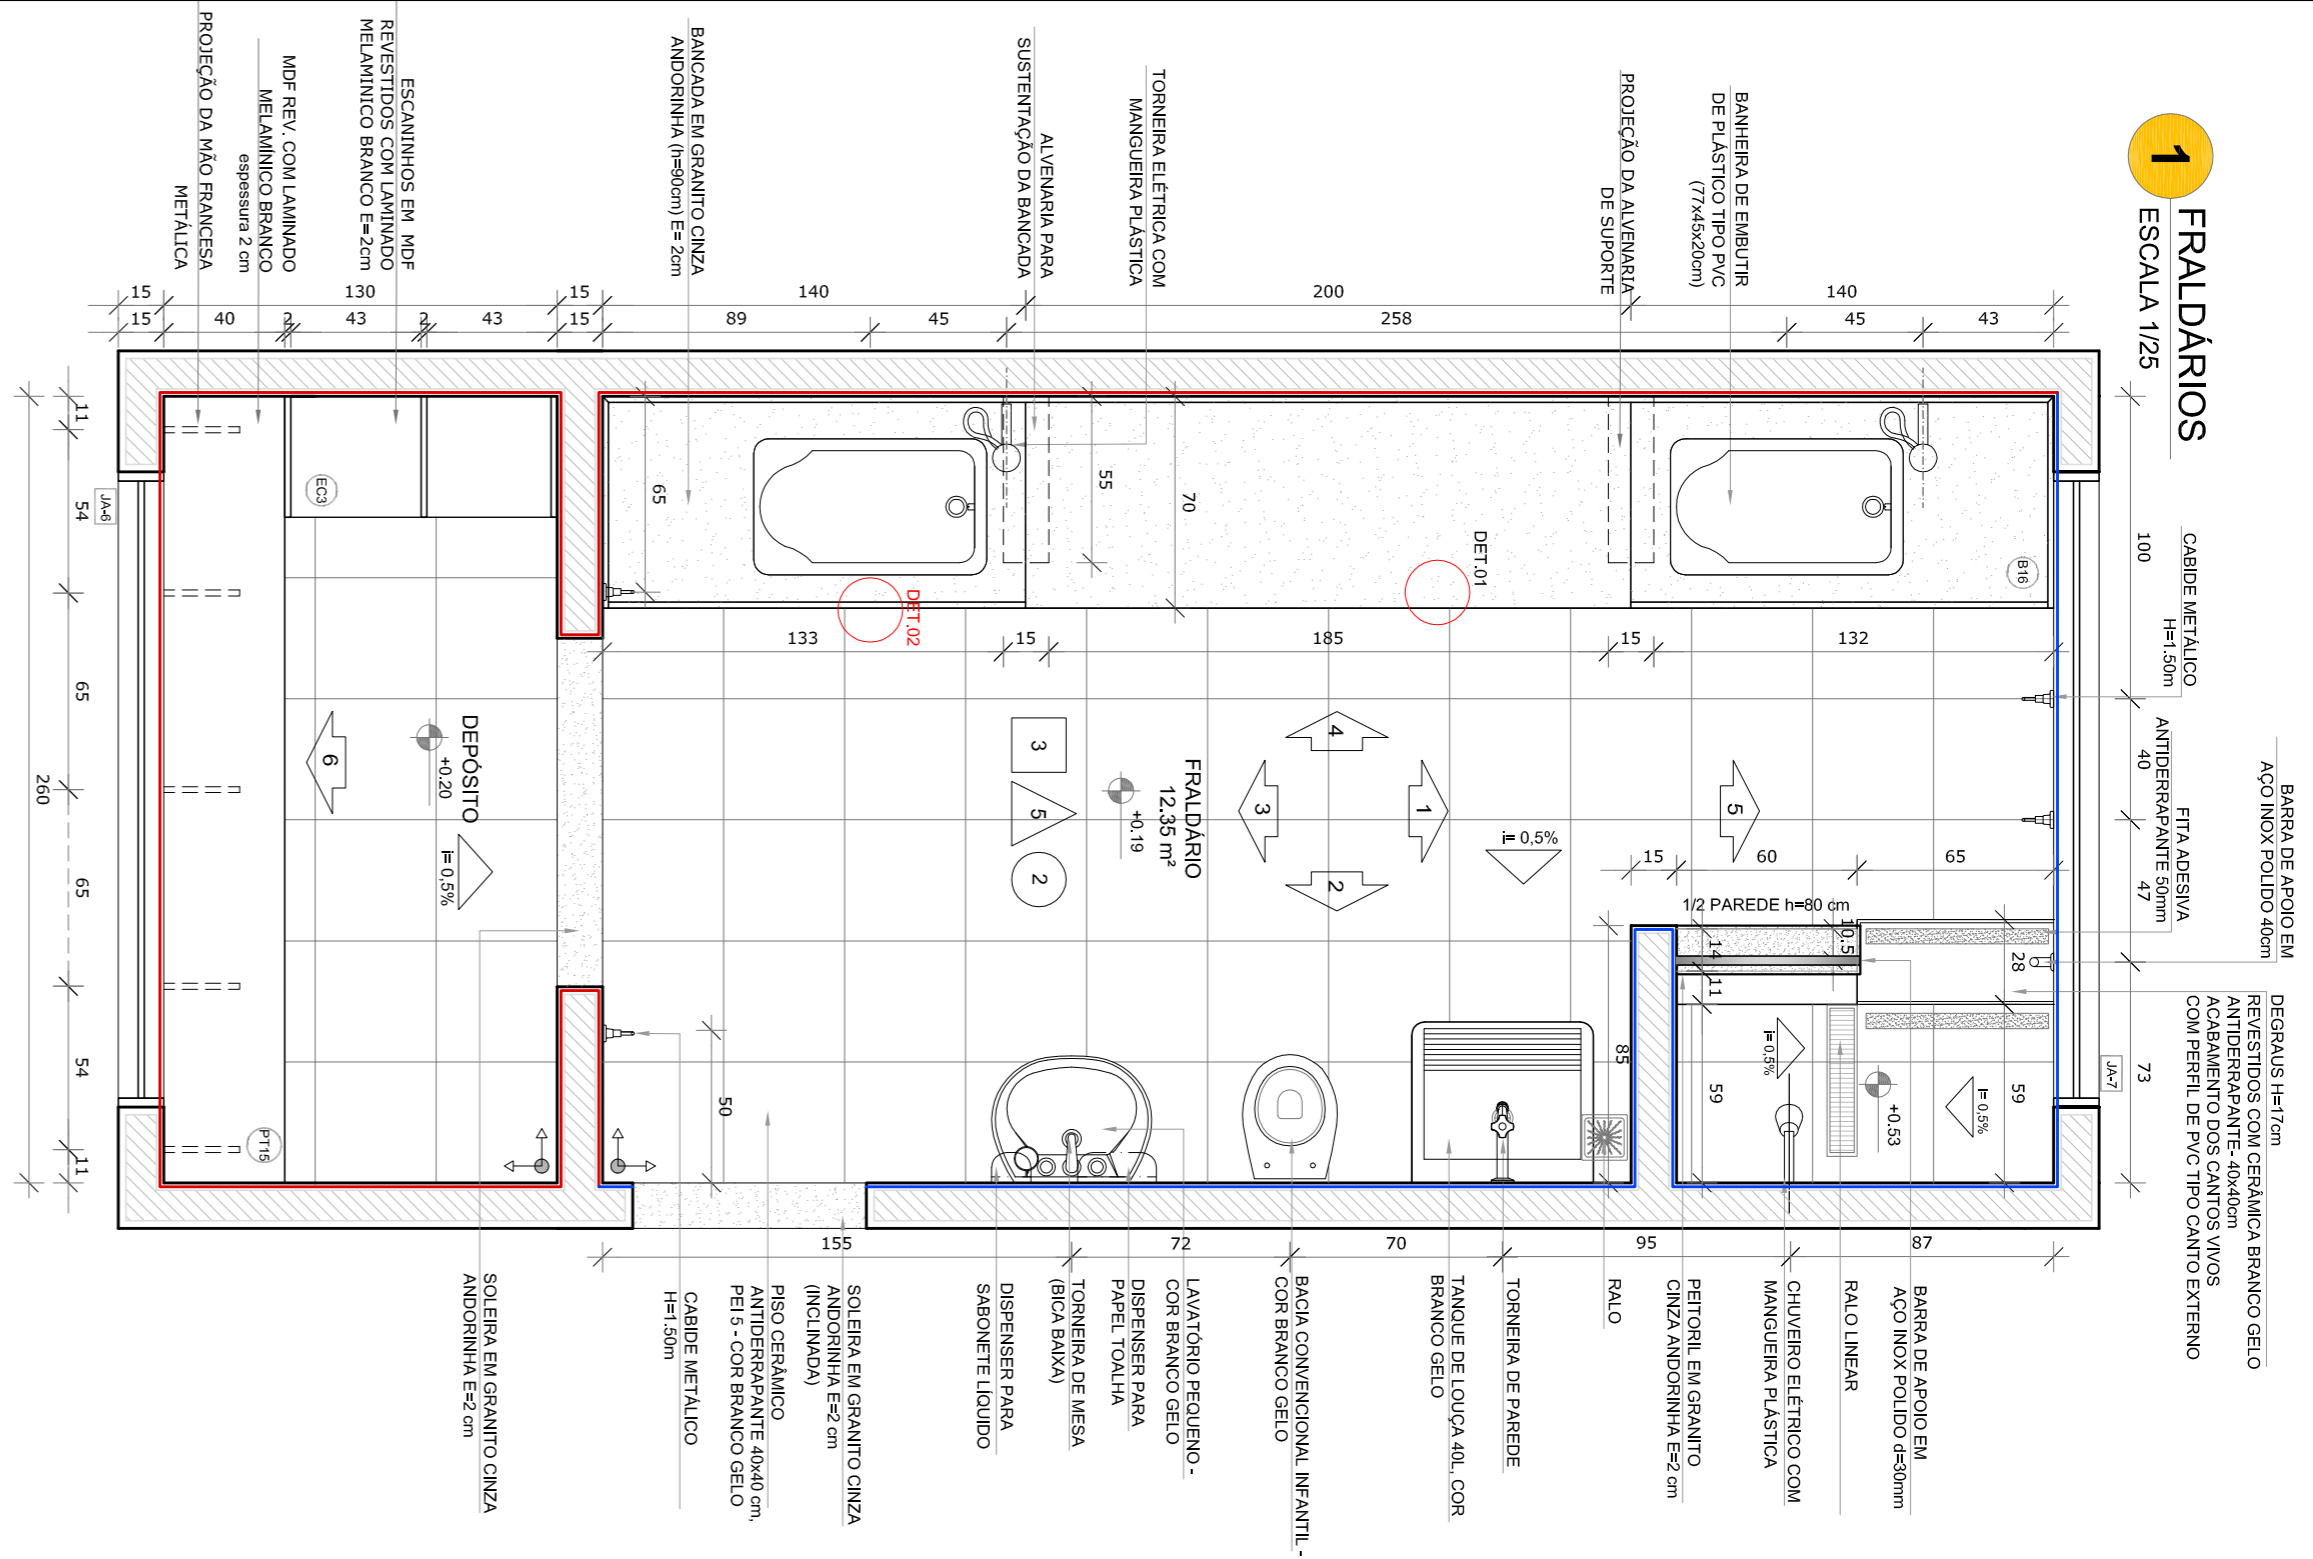 1
FRALDÁRIOS
ESCALA 1/25
PROJEÇÃO DA MÃO FRANCESA
METÁLICA
MDF REV. COM LAMINADO
MELAMÍNICO BRANCO
espessura 2 cm
ESCANINHOS EM MDF
REVESTIDOS COM LAMINADO
MELAMINICO BRANCO E=2cm
BANCADA EM GRANITO CINZA
ANDORINHA (h=90cm) E= 2cm
ALVENARIA PARA
SUSTENTAÇÃO DA BANCADA
TORNEIRA ELÉTRICA COM
MANGUEIRA PLÁSTICA
PROJEÇÃO DA ALVENARIA
DE SUPORTE
BANHEIRA DE EMBUTIR
DE PLÁSTICO TIPO PVC
(77x45x20cm)
15
130
15
140
200
140
15
40
2
43
2
43
15
89
45
258
45
43
11
54
65
65
54
11
260
JA-6
EC3
PT15
65
55
70
DET.01
DET.02
B16
133
15
185
15
132
DEPÓSITO
+0.20
i= 0,5%
6
3
5
2
FRALDÁRIO
12.35 m²
+0.19
4
3
1
2
5
i= 0,5%
15
60
65
1/2 PAREDE h=80 cm
10.5
14
11
28
85
59
59
i= 0,5%
i= 0,5%
+0.53
50
100
40
47
73
JA-7
CABIDE METÁLICO
H=1.50m
FITA ADESIVA
ANTIDERRAPANTE 50mm
BARRA DE APOIO EM
AÇO INOX POLIDO 40cm
DEGRAUS H=17cm
REVESTIDOS COM CERÂMICA BRANCO GELO
ANTIDERRAPANTE- 40x40cm
ACABAMENTO DOS CANTOS VIVOS
COM PERFIL DE PVC TIPO CANTO EXTERNO
155
72
70
95
87
SOLEIRA EM GRANITO CINZA
ANDORINHA E=2 cm
CABIDE METÁLICO
H=1.50m
PISO CERÂMICO
ANTIDERRAPANTE 40x40 cm,
PEI 5 - COR BRANCO GELO
SOLEIRA EM GRANITO CINZA
ANDORINHA E=2 cm
(INCLINADA)
DISPENSER PARA
SABONETE LÍQUIDO
TORNEIRA DE MESA
(BICA BAIXA)
DISPENSER PARA
PAPEL TOALHA
LAVATÓRIO PEQUENO -
COR BRANCO GELO
BACIA CONVENCIONAL INFANTIL -
COR BRANCO GELO
TANQUE DE LOUÇA 40L, COR
BRANCO GELO
TORNEIRA DE PAREDE
RALO
PEITORIL EM GRANITO
CINZA ANDORINHA E=2 cm
CHUVEIRO ELÉTRICO COM
MANGUEIRA PLÁSTICA
RALO LINEAR
BARRA DE APOIO EM
AÇO INOX POLIDO d=30mm